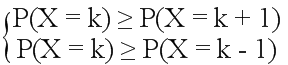 P(X = k) ≥ P(X = k + 1)
P(X = k) ≥ P(X = k - 1)